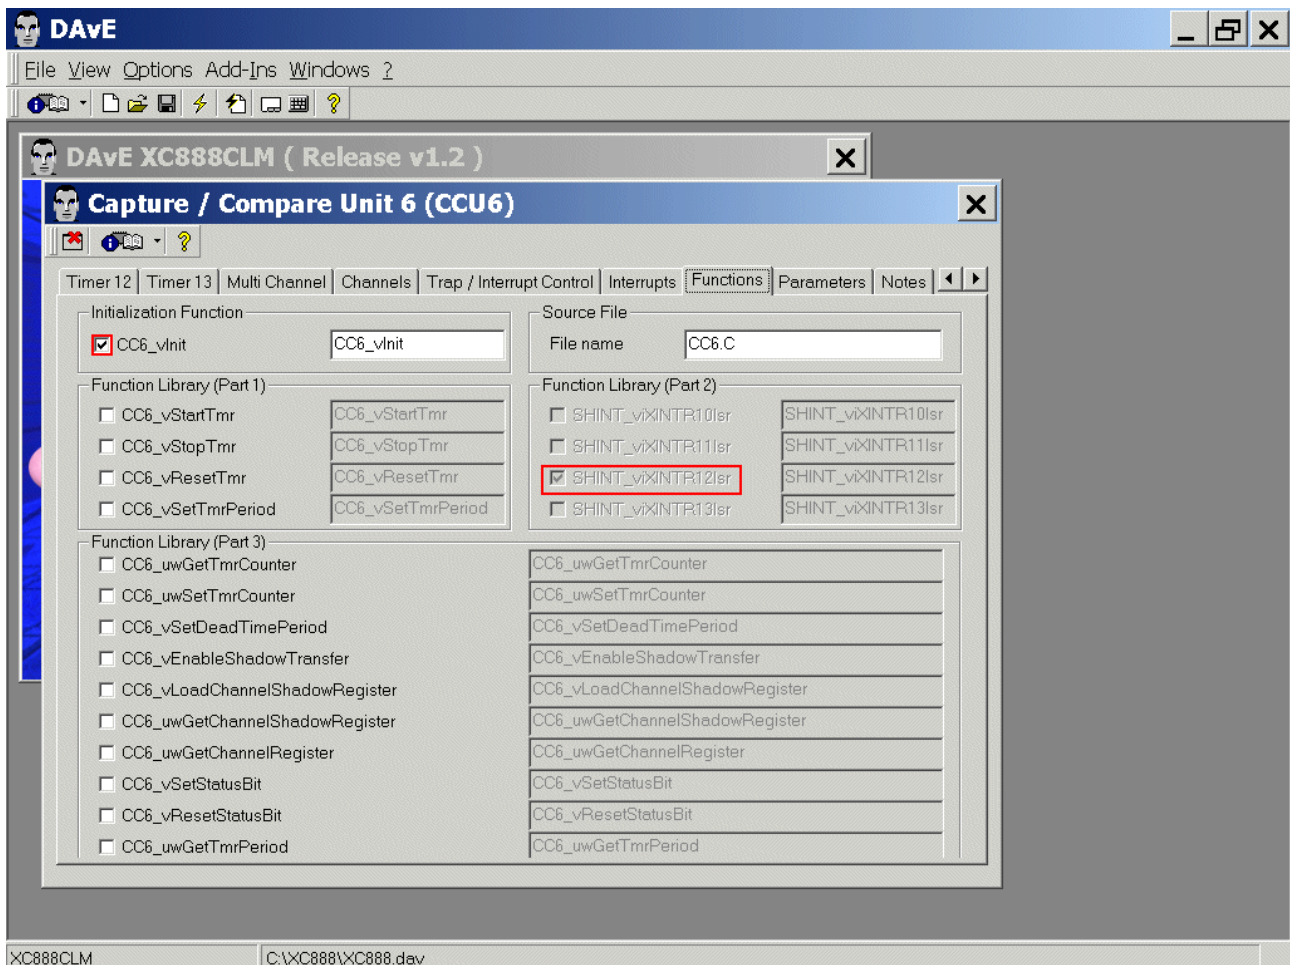 DAvE
File View Options Add-Ins Windows ?
DAvE XC888CLM ( Release v1.2 )
Capture / Compare Unit 6 (CCU6)
Timer 12 Timer 13 Multi Channel Channels Trap / Interrupt Control Interrupts Functions Parameters Notes
Initialization Function Source File
CC6_vInit CC6_vInit File name CC6.C
Function Library (Part 1) Function Library (Part 2)
CC6_vStartTmr CC6_vStartTmr SHINT_viXINTR10Isr SHINT_viXINTR10Isr
CC6_vStopTmr CC6_vStopTmr SHINT_viXINTR11Isr SHINT_viXINTR11Isr
CC6_vResetTmr CC6_vResetTmr SHINT_viXINTR12Isr SHINT_viXINTR12Isr
CC6_vSetTmrPeriod CC6_vSetTmrPeriod SHINT_viXINTR13Isr SHINT_viXINTR13Isr
Function Library (Part 3)
CC6_uwGetTmrCounter CC6_uwGetTmrCounter
CC6_uwSetTmrCounter CC6_uwSetTmrCounter
CC6_vSetDeadTimePeriod CC6_vSetDeadTimePeriod
CC6_vEnableShadowTransfer CC6_vEnableShadowTransfer
CC6_vLoadChannelShadowRegister CC6_vLoadChannelShadowRegister
CC6_uwGetChannelShadowRegister CC6_uwGetChannelShadowRegister
CC6_uwGetChannelRegister CC6_uwGetChannelRegister
CC6_vSetStatusBit CC6_vSetStatusBit
CC6_vResetStatusBit CC6_vResetStatusBit
CC6_uwGetTmrPeriod CC6_uwGetTmrPeriod
XC888CLM C:\XC888\XC888.dav